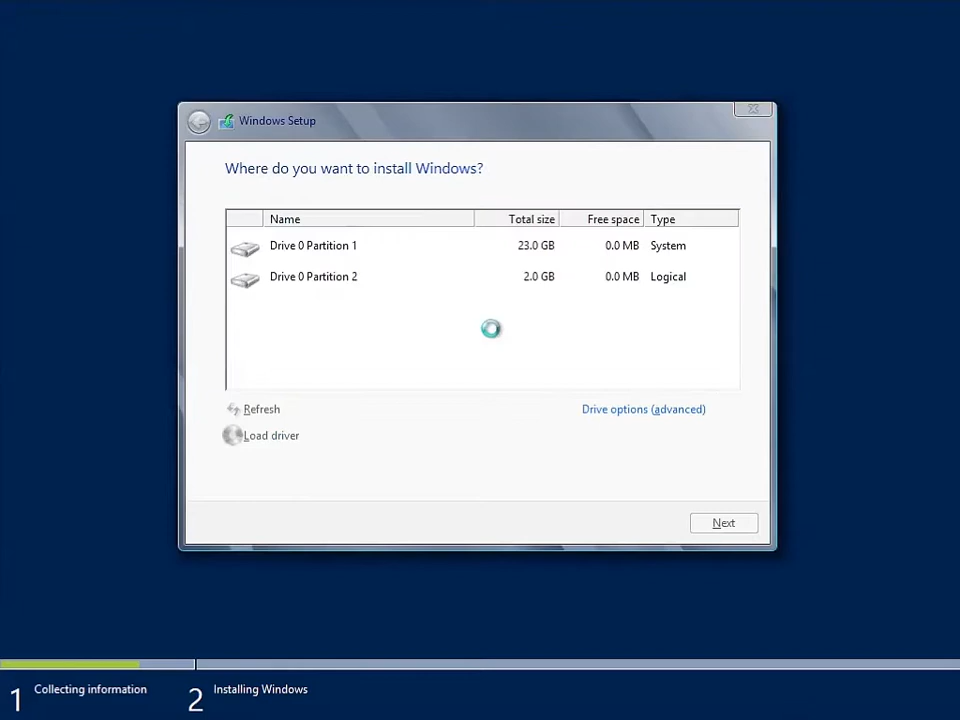 Windows Setup
Where do you want to install Windows?
Name Total size Free space Type
Drive 0 Partition 1 23.0 GB 0.0 MB System
Drive 0 Partition 2 2.0 GB 0.0 MB Logical
Refresh Drive options (advanced)
Load driver
Next
1 Collecting information 2 Installing Windows